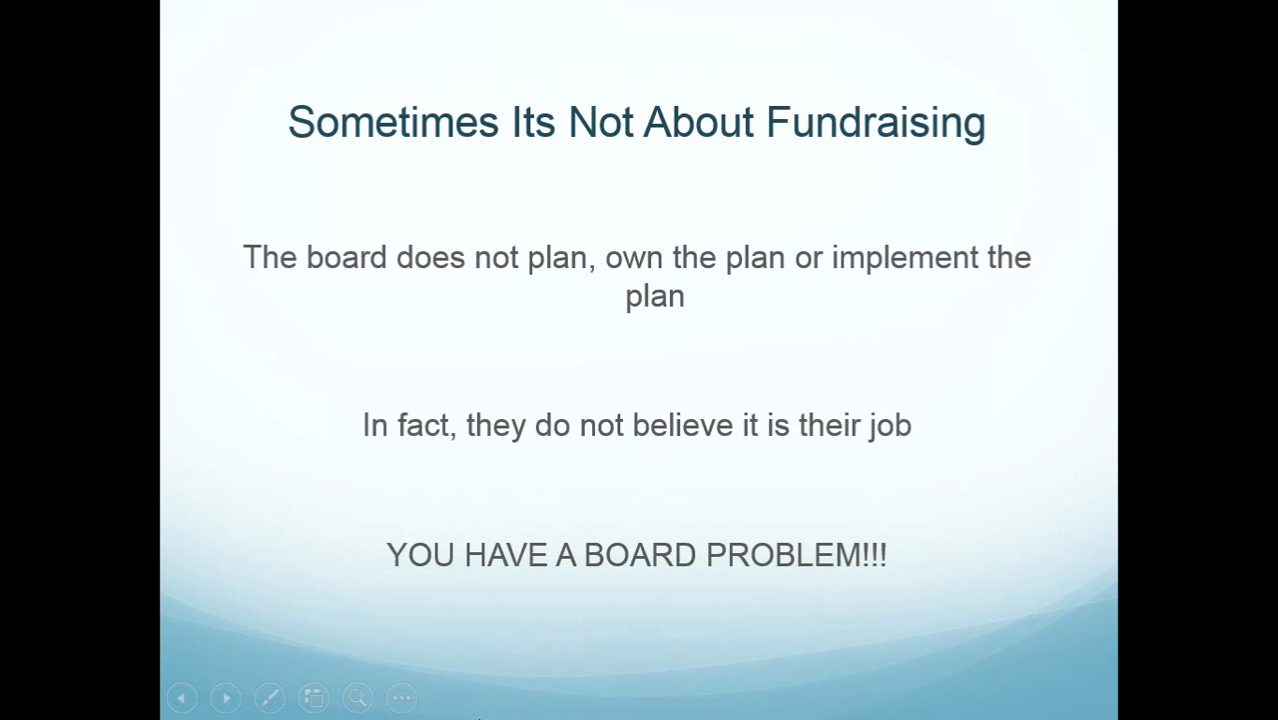 Sometimes Its Not About Fundraising
The board does not plan, own the plan or implement the
plan
In fact, they do not believe it is their job
YOU HAVE A BOARD PROBLEM!!!